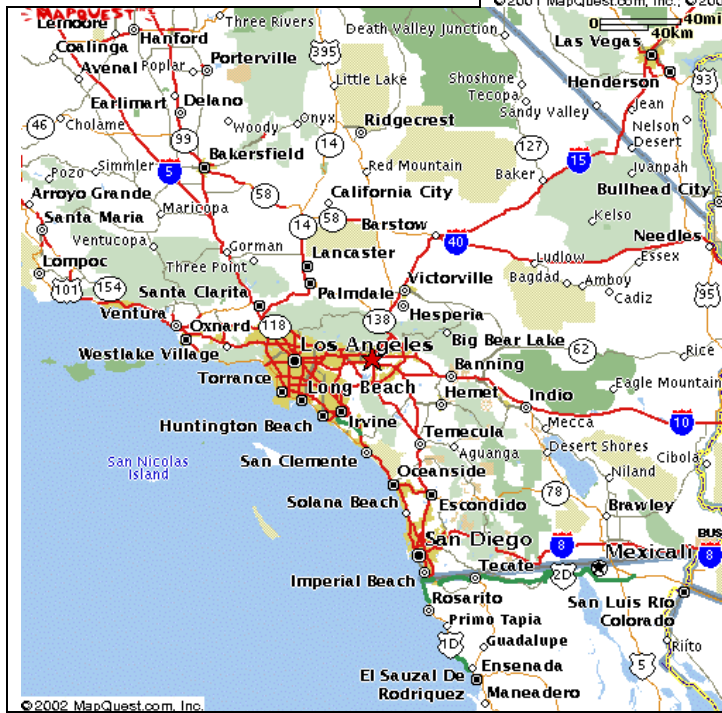 ©2001 MapQuest.com, Inc.; ©200
MAPQUEST
Three Rivers
40mi
0
40km
Lemoore
Hanford
Death Valley Junction
Las Vegas
Coalinga
395
Avenal
Poplar
Porterville
Little Lake
Shoshone
Henderson
93
Tecopa
Earlimart
Delano
Sandy Valley
Jean
46
Cholame
Woody
Onyx
Ridgecrest
Nelson
99
14
127
Desert
Bakersfield
15
Pozo
Simmler
5
Red Mountain
Baker
Ivanpah
Arroyo Grande
58
California City
Bullhead City
Maricopa
Santa Maria
14
58
Barstow
Kelso
Ventucopa
Gorman
40
Needles
Lompoc
Three Point
Lancaster
Ludlow
Essex
101
154
Santa Clarita
Palmdale
Victorville
Bagdad
Amboy
95
Ventura
Hesperia
Cadiz
Oxnard
118
138
Los Angeles
Big Bear Lake
62
Rice
Westlake Village
Banning
Torrance
Long Beach
Hemet
Indio
Eagle Mountain
Huntington Beach
Irvine
Mecca
10
Temecula
San Nicolas
Island
San Clemente
Aguanga
Desert Shores
Cibola
Oceanside
Niland
Solana Beach
Escondido
78
Brawley
San Diego
8
Mexicali
BUS
8
Imperial Beach
Tecate
2D
Rosarito
San Luis Río
Colorado
Primo Tapia
1D
Guadalupe
Riíto
El Sauzal De
Rodriquez
Ensenada
5
Maneadero
©2002 MapQuest.com, Inc.